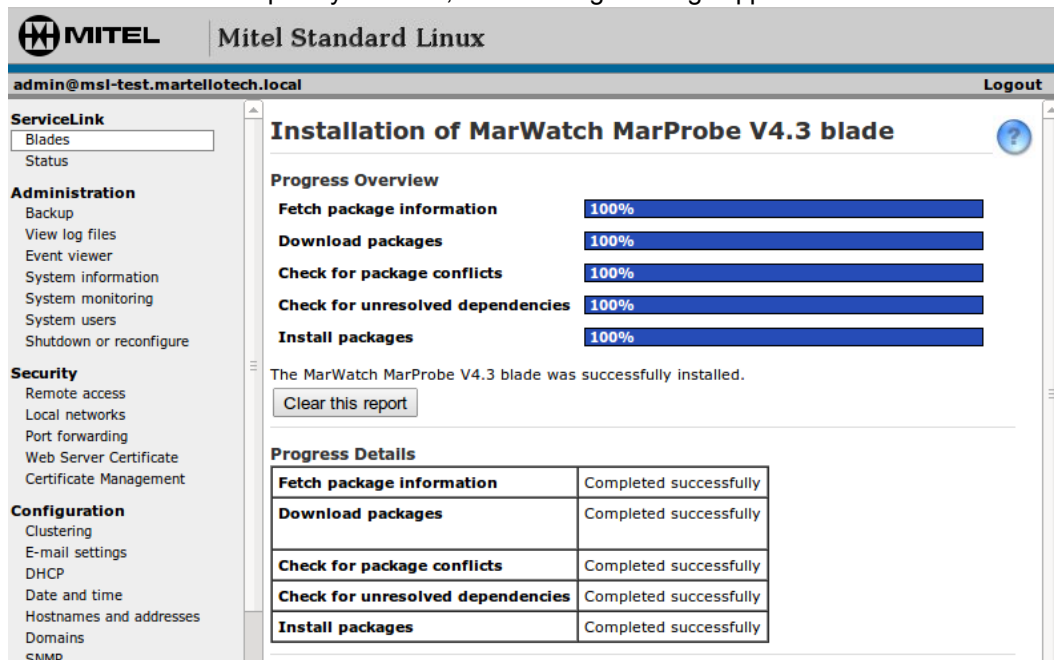 MITEL
Mitel Standard Linux
admin@msl-test.martellotech.local
Logout
ServiceLink
Blades
Status
Administration
Backup
View log files
Event viewer
System information
System monitoring
System users
Shutdown or reconfigure
Security
Remote access
Local networks
Port forwarding
Web Server Certificate
Certificate Management
Configuration
Clustering
E-mail settings
DHCP
Date and time
Hostnames and addresses
Domains
SNMP
Installation of MarWatch MarProbe V4.3 blade
?
Progress Overview
Fetch package information 100%
Download packages 100%
Check for package conflicts 100%
Check for unresolved dependencies 100%
Install packages 100%
The MarWatch MarProbe V4.3 blade was successfully installed.
Clear this report
Progress Details
Fetch package information Completed successfully
Download packages Completed successfully
Check for package conflicts Completed successfully
Check for unresolved dependencies Completed successfully
Install packages Completed successfully